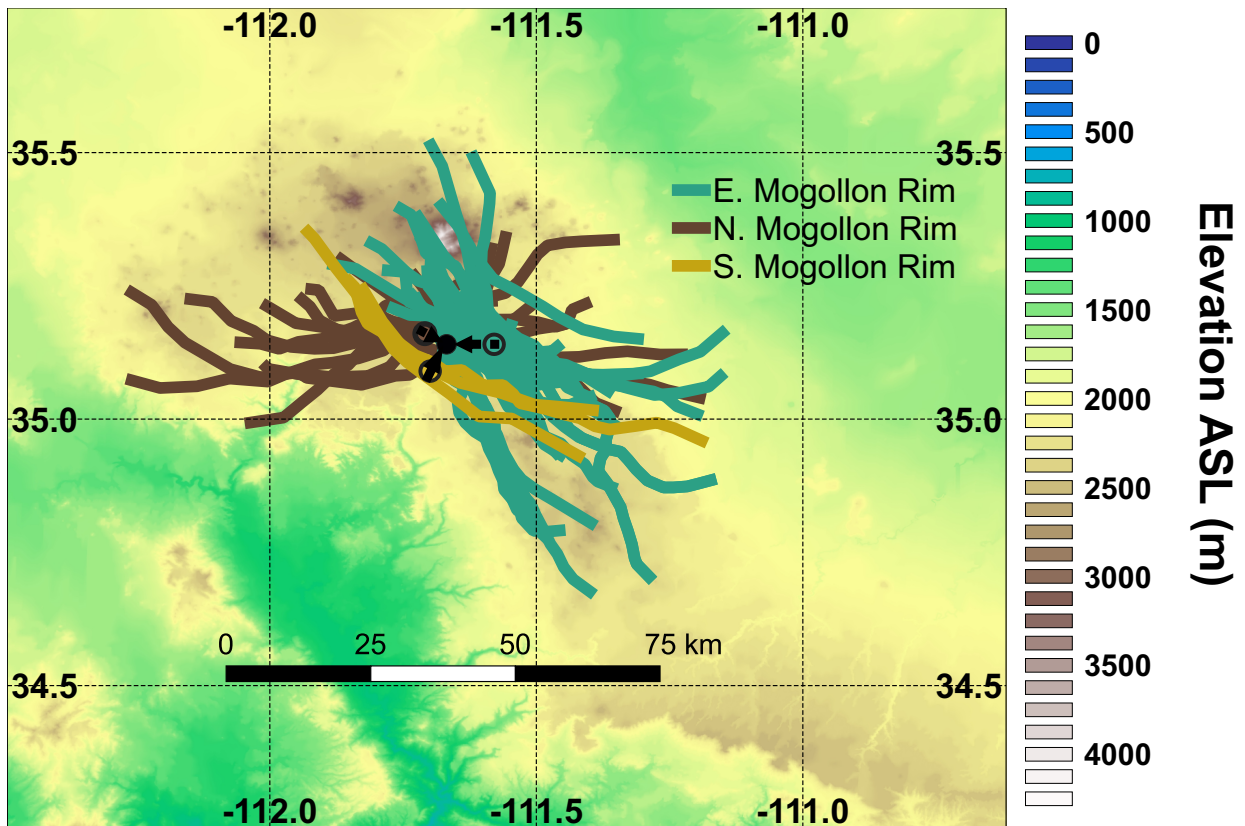 -112.0 -111.5 -111.0
35.5 35.5
E. Mogollon Rim
N. Mogollon Rim
S. Mogollon Rim
35.0 35.0
0 25 50 75 km
34.5 34.5
-112.0 -111.5 -111.0
0
500
1000
1500
2000
2500
3000
3500
4000
Elevation ASL (m)